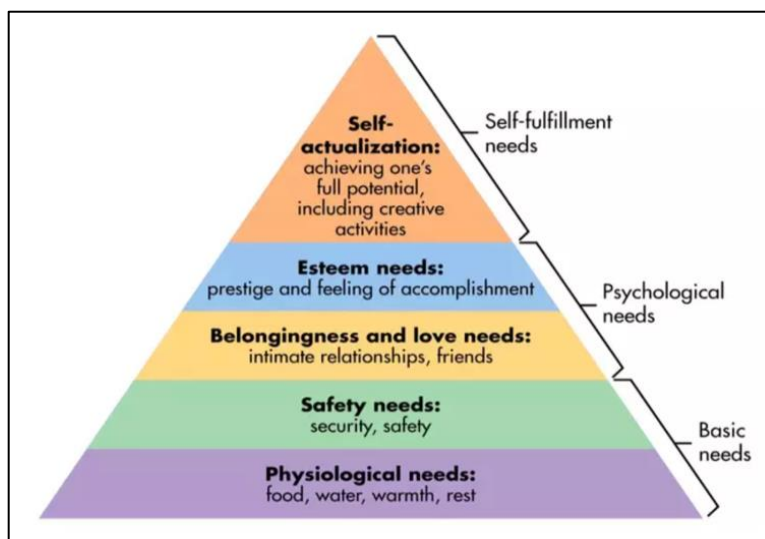 Self-
actualization:
achieving one's
full potential,
including creative
activities
Self-fulfillment
needs
Esteem needs:
prestige and feeling of accomplishment
Psychological
needs
Belongingness and love needs:
intimate relationships, friends
Safety needs:
security, safety
Basic
needs
Physiological needs:
food, water, warmth, rest